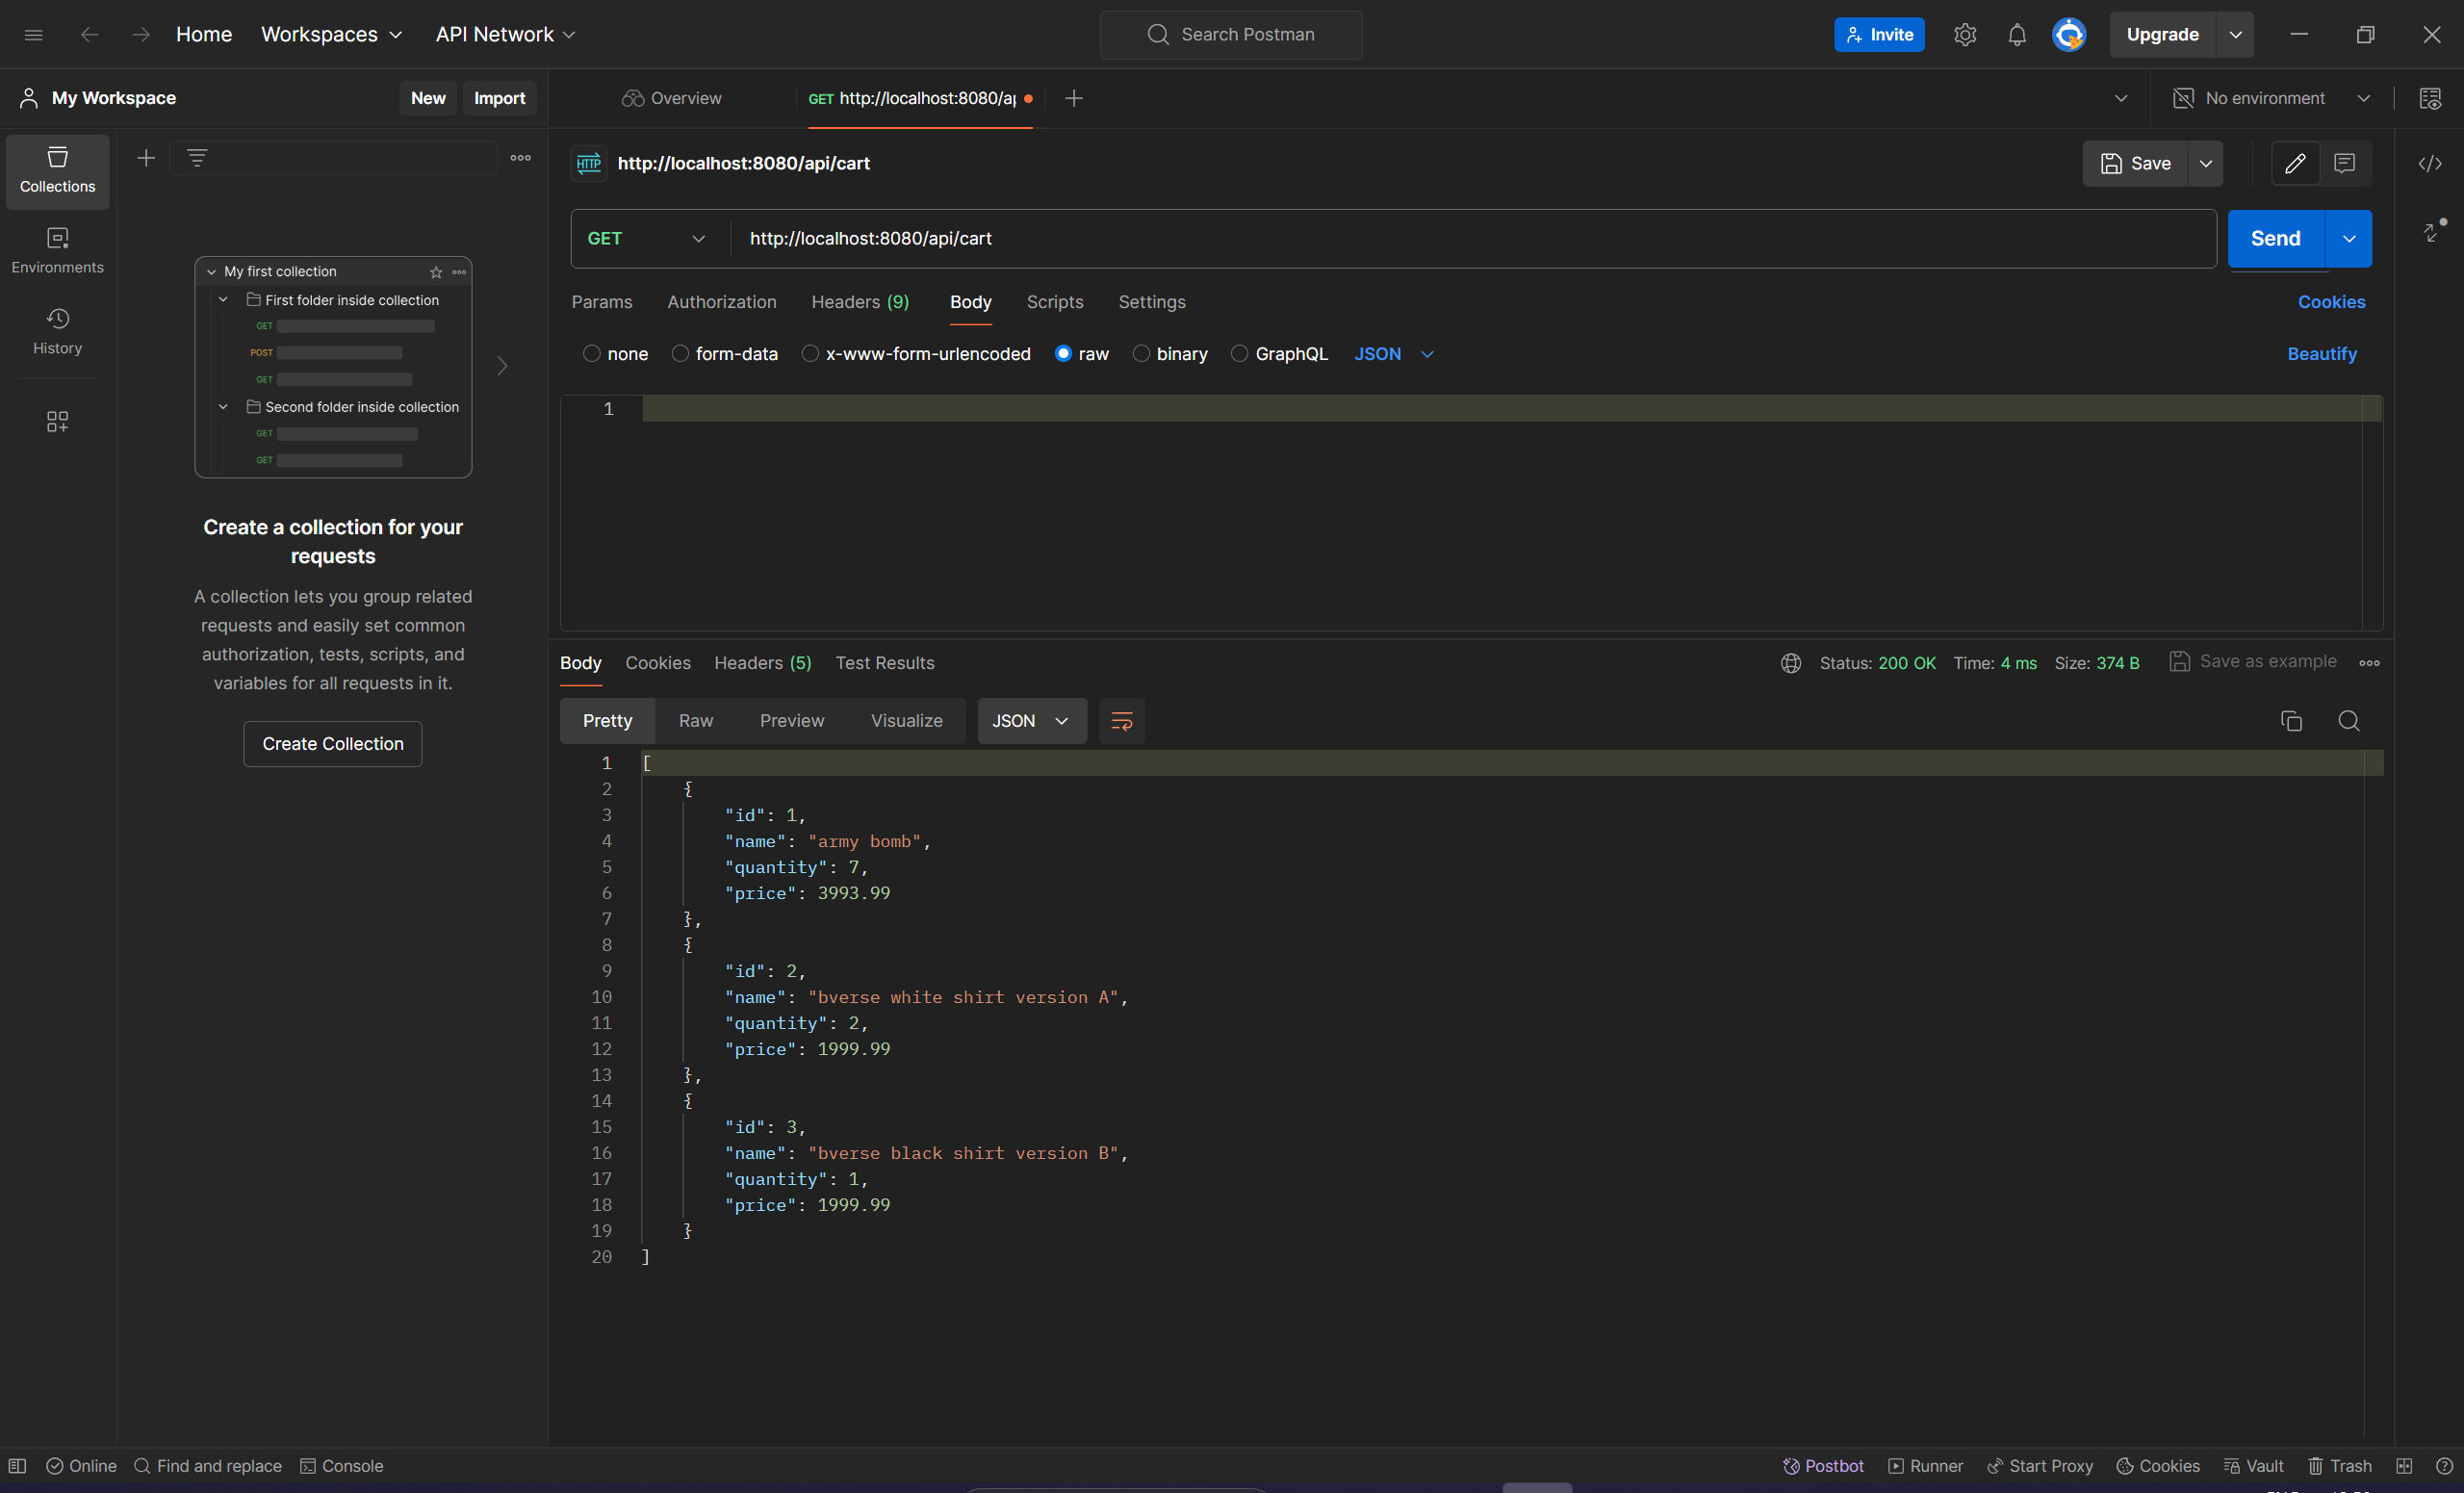 Home Workspaces API Network Search Postman Invite Upgrade
My Workspace New Import Overview GET http://localhost:8080/ap No environment
Collections
Environments
History
My first collection
First folder inside collection
GET
POST
GET
Second folder inside collection
GET
GET
Create a collection for your
requests
A collection lets you group related
requests and easily set common
authorization, tests, scripts, and
variables for all requests in it.
Create Collection
HTTP http://localhost:8080/api/cart Save
GET http://localhost:8080/api/cart Send
Params Authorization Headers (9) Body Scripts Settings Cookies
none form-data x-www-form-urlencoded raw binary GraphQL JSON Beautify
1
Body Cookies Headers (5) Test Results Status: 200 OK Time: 4 ms Size: 374 B Save as example
Pretty Raw Preview Visualize JSON
1 [
2 {
3 "id": 1,
4 "name": "army bomb",
5 "quantity": 7,
6 "price": 3993.99
7 },
8 {
9 "id": 2,
10 "name": "bverse white shirt version A",
11 "quantity": 2,
12 "price": 1999.99
13 },
14 {
15 "id": 3,
16 "name": "bverse black shirt version B",
17 "quantity": 1,
18 "price": 1999.99
19 }
20 ]
Online Find and replace Console Postbot Runner Start Proxy Cookies Vault Trash